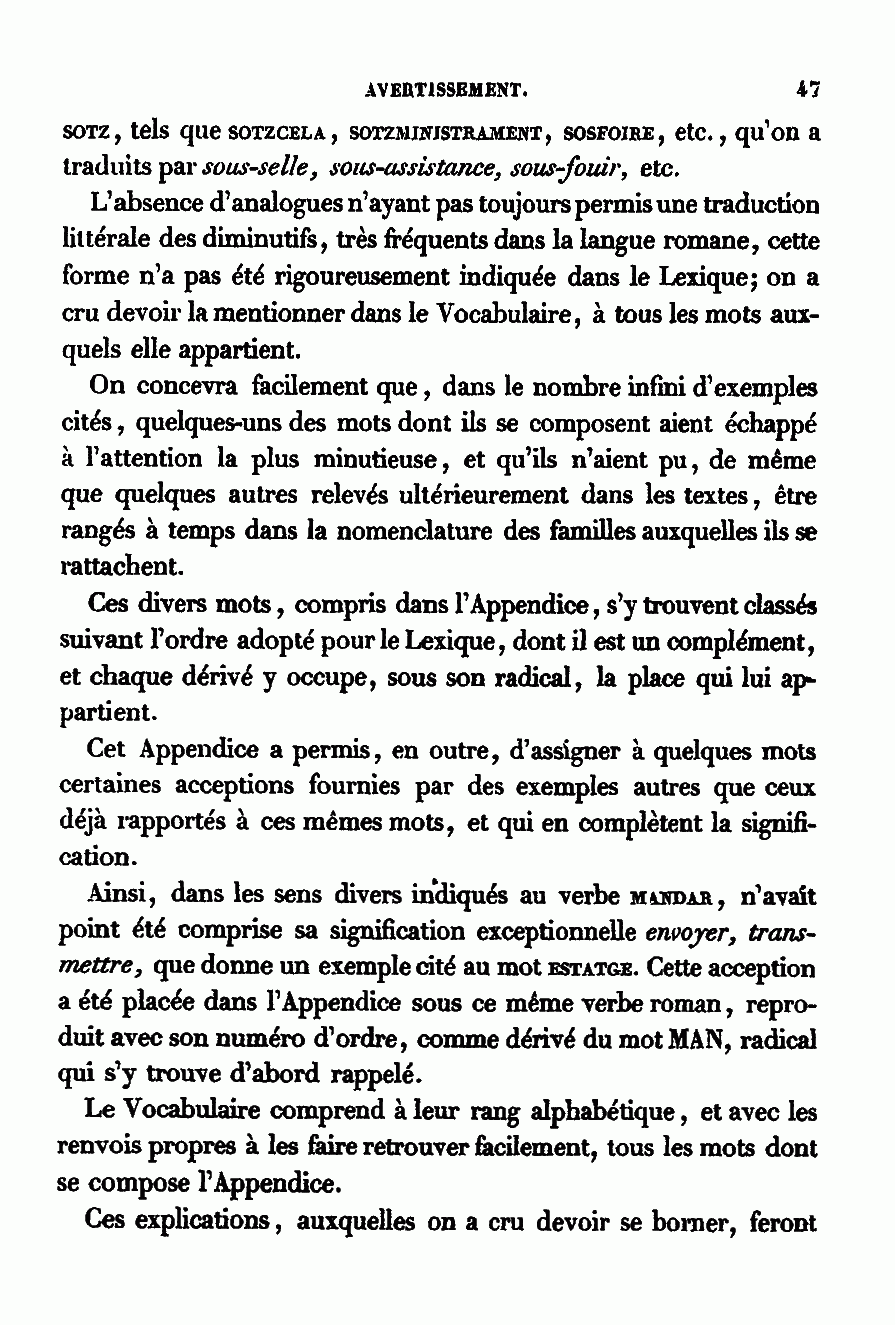 AVERTISSEMENT. 47
SOTZ, tels que SOTZCELA, SOTZMINISTRAMENT, SOSFOIRE, etc., qu'on a
traduits par sous-selle, sous-assistance, sous-fouir, etc.
L'absence d'analogues n'ayant pas toujours permis une traduction
littérale des diminutifs, très fréquents dans la langue romane, cette
forme n'a pas été rigoureusement indiquée dans le Lexique; on a
cru devoir la mentionner dans le Vocabulaire, à tous les mots aux-
quels elle appartient.
On concevra facilement que, dans le nombre infini d'exemples
cités, quelques-uns des mots dont ils se composent aient échappé
à l'attention la plus minutieuse, et qu'ils n'aient pu, de même
que quelques autres relevés ultérieurement dans les textes, être
rangés à temps dans la nomenclature des familles auxquelles ils se
rattachent.
Ces divers mots, compris dans l'Appendice, s'y trouvent classés
suivant l'ordre adopté pour le Lexique, dont il est un complément,
et chaque dérivé y occupe, sous son radical, la place qui lui ap-
partient.
Cet Appendice a permis, en outre, d'assigner à quelques mots
certaines acceptions fournies par des exemples autres que ceux
déjà rapportés à ces mêmes mots, et qui en complètent la signifi-
cation.
Ainsi, dans les sens divers indiqués au verbe MANDAR, n'avait
point été comprise sa signification exceptionnelle envoyer, trans-
mettre, que donne un exemple cité au mot ESTATGE. Cette acception
a été placée dans l'Appendice sous ce même verbe roman, repro-
duit avec son numéro d'ordre, comme dérivé du mot MAN, radical
qui s'y trouve d'abord rappelé.
Le Vocabulaire comprend à leur rang alphabétique, et avec les
renvois propres à les faire retrouver facilement, tous les mots dont
se compose l'Appendice.
Ces explications, auxquelles on a cru devoir se borner, feront